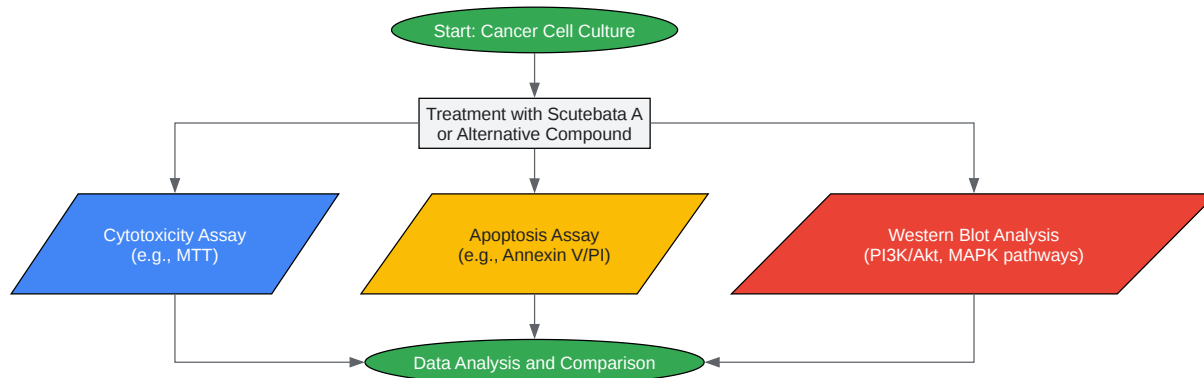 Start: Cancer Cell Culture
Treatment with Scutebata A
or Alternative Compound
Cytotoxicity Assay
(e.g., MTT)
Apoptosis Assay
(e.g., Annexin V/PI)
Western Blot Analysis
(PI3K/Akt, MAPK pathways)
Data Analysis and Comparison